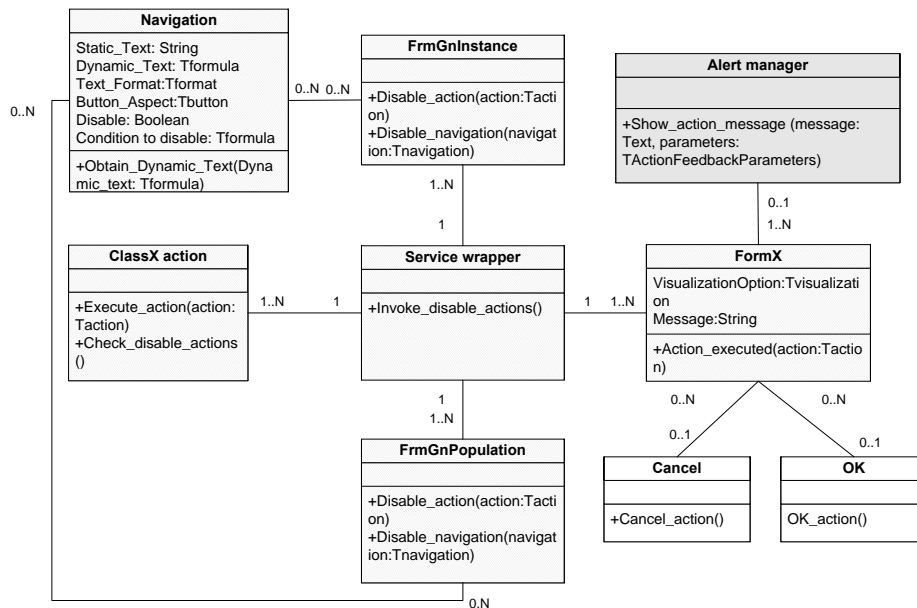 Navigation
Static_Text: String
Dynamic_Text: Tformula
Text_Format:Tformat
Button_Aspect:Tbutton
Disable: Boolean
Condition to disable: Tformula
+Obtain_Dynamic_Text(Dyna
mic_text: Tformula)
0..N
0..N
0..N
FrmGnInstance
+Disable_action(action:Tacti
on)
+Disable_navigation(navigat
ion:Tnavigation)
1..N
1
Alert manager
+Show_action_message (message:
Text, parameters:
TActionFeedbackParameters)
0..1
1..N
ClassX action
+Execute_action(action:
Taction)
+Check_disable_actions
()
1..N
1
Service wrapper
+Invoke_disable_actions()
1
1..N
FormX
VisualizationOption:Tvisualizati
on
Message:String
+Action_executed(action:Tactio
n)
1
1..N
0..N
0..N
0..1
0..1
FrmGnPopulation
+Disable_action(action:Tacti
on)
+Disable_navigation(navigat
ion:Tnavigation)
0.N
Cancel
+Cancel_action()
OK
OK_action()